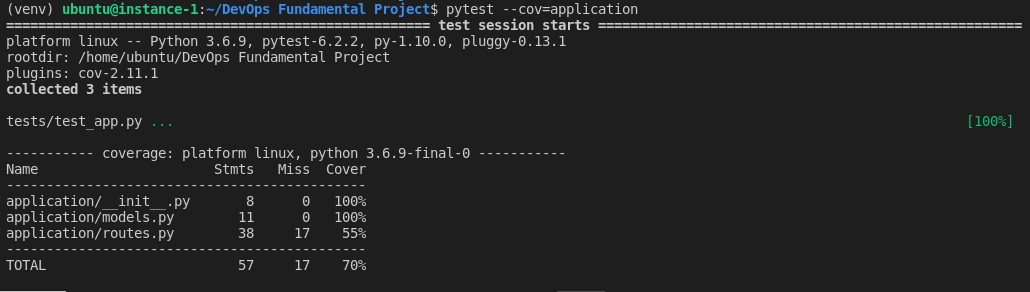 (venv) ubuntu@instance-1:~/DevOps Fundamental Project$ pytest --cov=application
===================================================== test session starts =====================================================
platform linux -- Python 3.6.9, pytest-6.2.2, py-1.10.0, pluggy-0.13.1
rootdir: /home/ubuntu/DevOps Fundamental Project
plugins: cov-2.11.1
collected 3 items
tests/test_app.py ... [100%]
----------- coverage: platform linux, python 3.6.9-final-0 -----------
Name                      Stmts   Miss  Cover
---------------------------------------------
application/__init__.py       8      0   100%
application/models.py        11      0   100%
application/routes.py        38     17    55%
---------------------------------------------
TOTAL                        57     17    70%